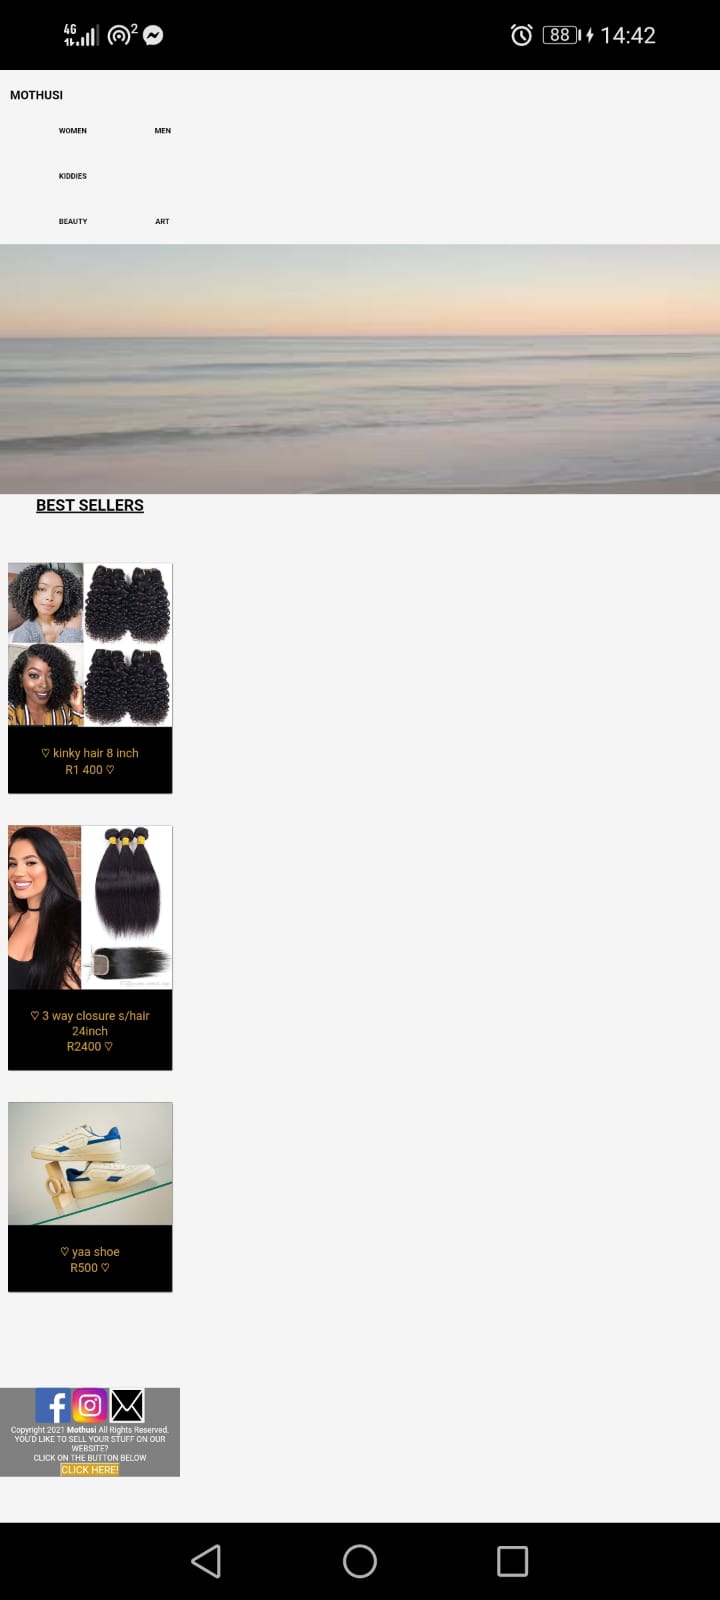 4G 2 88 14:42
MOTHUSI
WOMEN MEN
KIDDIES
BEAUTY ART
BEST SELLERS
♡ kinky hair 8 inch
R1 400 ♡
♡ 3 way closure s/hair
24inch
R2400 ♡
♡ yaa shoe
R500 ♡
Copyright 2021 Mothusi All Rights Reserved.
YOU'D LIKE TO SELL YOUR STUFF ON OUR
WEBSITE?
CLICK ON THE BUTTON BELOW
CLICK HERE!